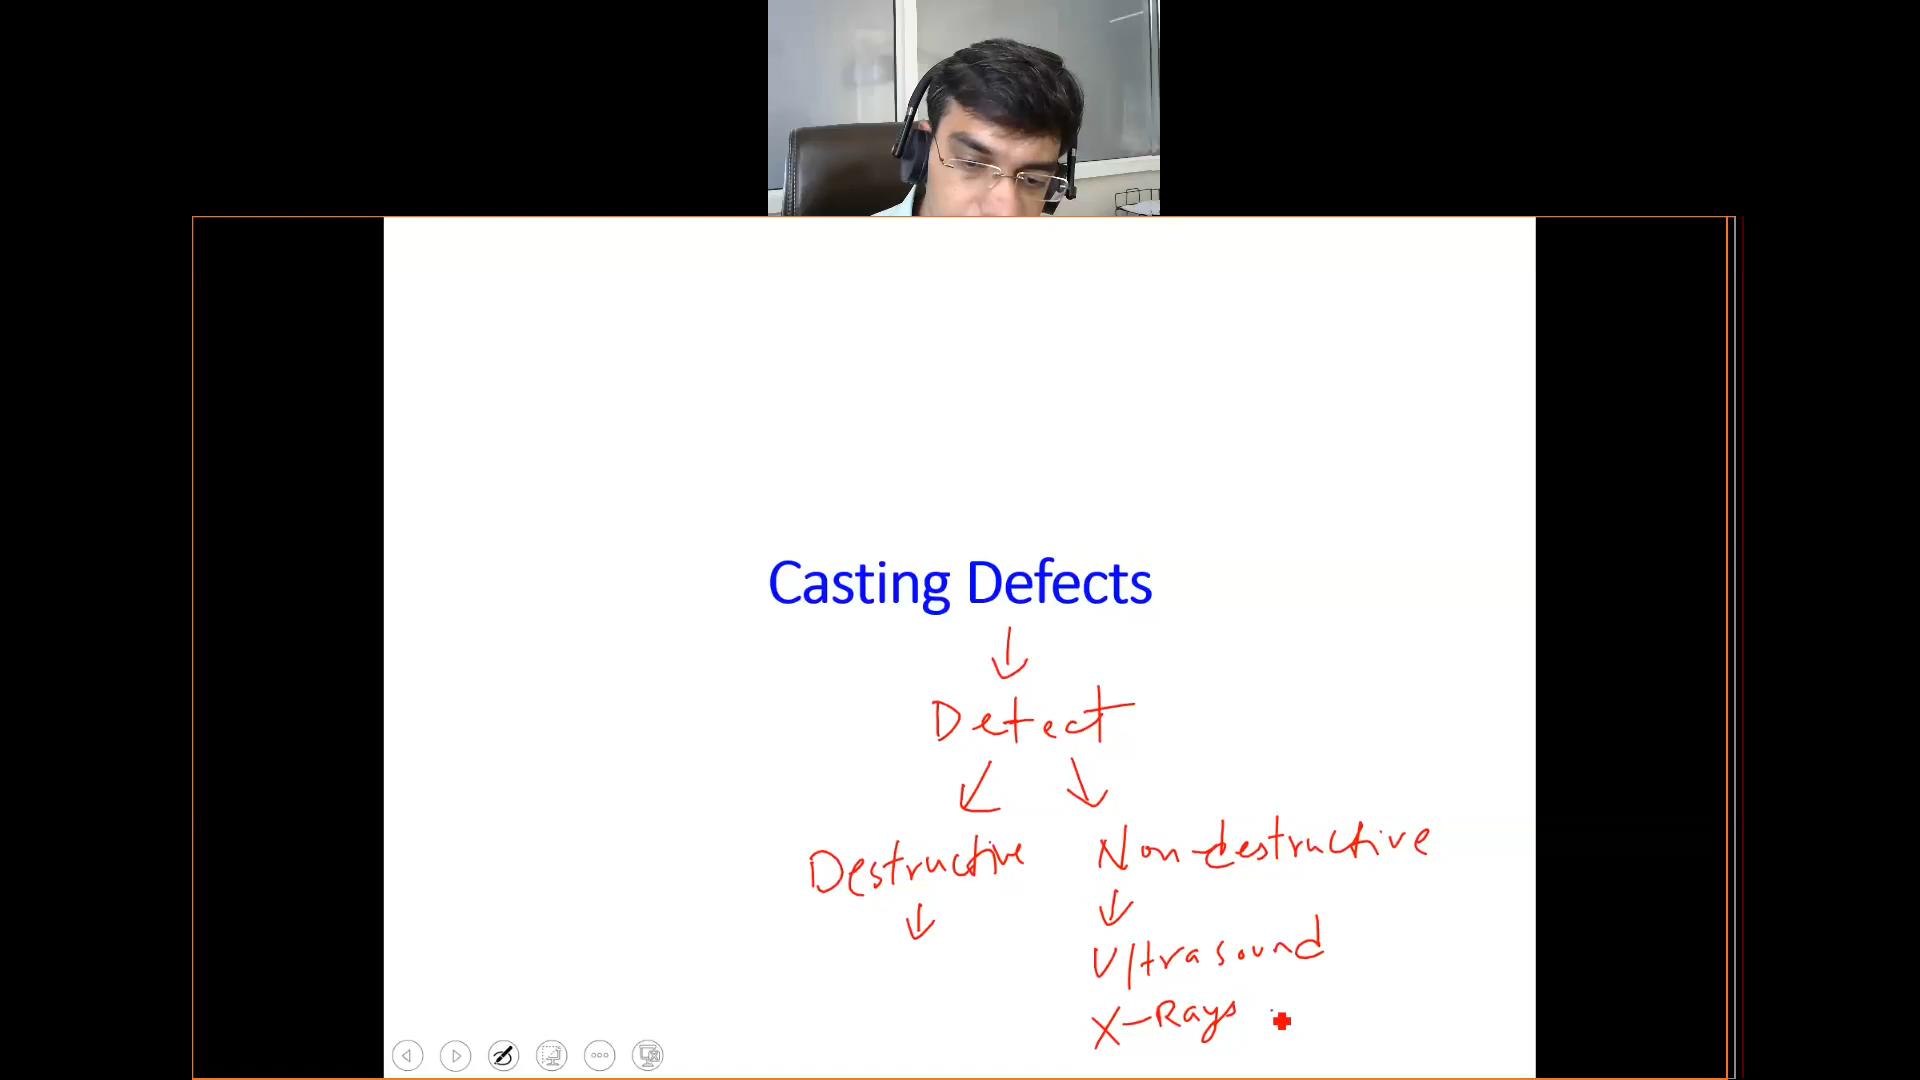 Casting Defects
Detect
Destructive Non-destructive
Ultrasound
X-Rays